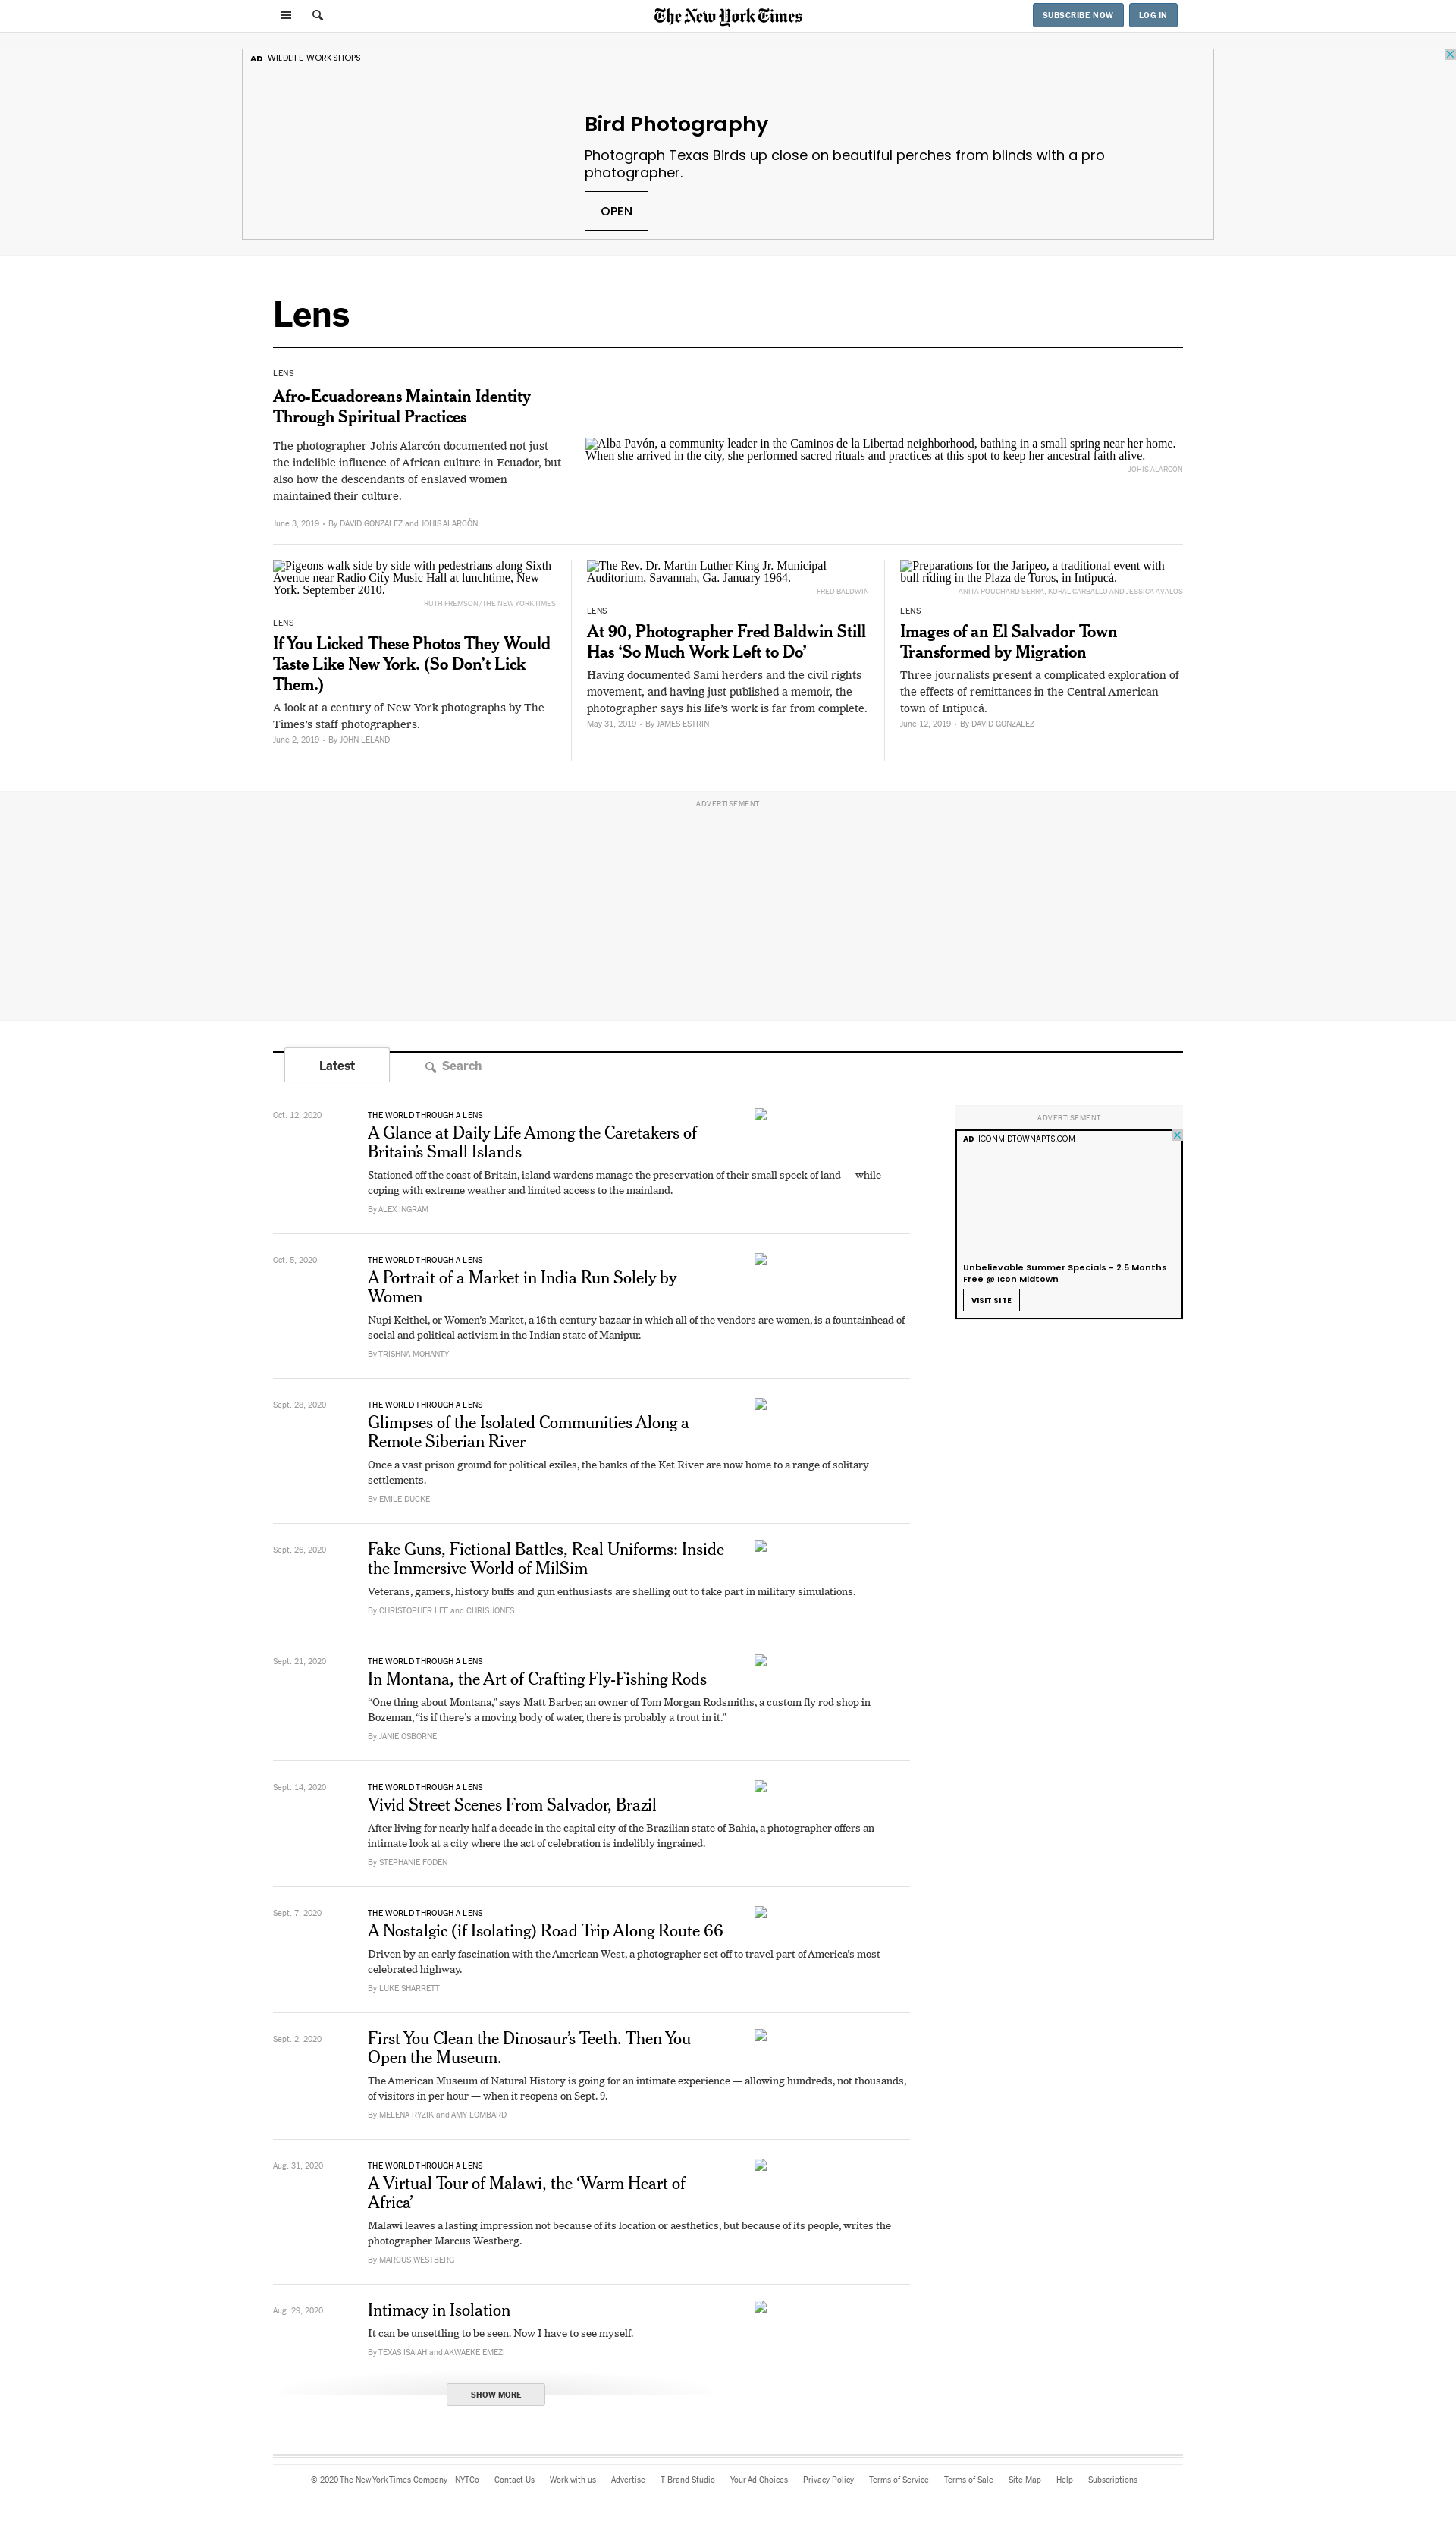 The New York Times
SUBSCRIBE NOW
LOG IN
AD WILDLIFE WORKSHOPS
Bird Photography
Photograph Texas Birds up close on beautiful perches from blinds with a pro
photographer.
OPEN
Lens
LENS
Afro-Ecuadoreans Maintain Identity
Through Spiritual Practices
The photographer Johis Alarcón documented not just
the indelible influence of African culture in Ecuador, but
also how the descendants of enslaved women
maintained their culture.
June 3, 2019 • By DAVID GONZALEZ and JOHIS ALARCÓN
Alba Pavón, a community leader in the Caminos de la Libertad neighborhood, bathing in a small spring near her home.
When she arrived in the city, she performed sacred rituals and practices at this spot to keep her ancestral faith alive.
JOHIS ALARCÓN
Pigeons walk side by side with pedestrians along Sixth
Avenue near Radio City Music Hall at lunchtime, New
York. September 2010.
RUTH FREMSON/THE NEW YORK TIMES
LENS
If You Licked These Photos They Would
Taste Like New York. (So Don’t Lick
Them.)
A look at a century of New York photographs by The
Times’s staff photographers.
June 2, 2019 • By JOHN LELAND
The Rev. Dr. Martin Luther King Jr. Municipal
Auditorium, Savannah, Ga. January 1964.
FRED BALDWIN
LENS
At 90, Photographer Fred Baldwin Still
Has ‘So Much Work Left to Do’
Having documented Sami herders and the civil rights
movement, and having just published a memoir, the
photographer says his life’s work is far from complete.
May 31, 2019 • By JAMES ESTRIN
Preparations for the Jaripeo, a traditional event with
bull riding in the Plaza de Toros, in Intipucá.
ANITA POUCHARD SERRA, KORAL CARBALLO AND JESSICA AVALOS
LENS
Images of an El Salvador Town
Transformed by Migration
Three journalists present a complicated exploration of
the effects of remittances in the Central American
town of Intipucá.
June 12, 2019 • By DAVID GONZALEZ
ADVERTISEMENT
Latest
Search
Oct. 12, 2020
THE WORLD THROUGH A LENS
A Glance at Daily Life Among the Caretakers of
Britain’s Small Islands
Stationed off the coast of Britain, island wardens manage the preservation of their small speck of land — while
coping with extreme weather and limited access to the mainland.
By ALEX INGRAM
ADVERTISEMENT
AD ICONMIDTOWNAPTS.COM
Unbelievable Summer Specials - 2.5 Months
Free @ Icon Midtown
VISIT SITE
Oct. 5, 2020
THE WORLD THROUGH A LENS
A Portrait of a Market in India Run Solely by
Women
Nupi Keithel, or Women’s Market, a 16th-century bazaar in which all of the vendors are women, is a fountainhead of
social and political activism in the Indian state of Manipur.
By TRISHNA MOHANTY
Sept. 28, 2020
THE WORLD THROUGH A LENS
Glimpses of the Isolated Communities Along a
Remote Siberian River
Once a vast prison ground for political exiles, the banks of the Ket River are now home to a range of solitary
settlements.
By EMILE DUCKE
Sept. 26, 2020
Fake Guns, Fictional Battles, Real Uniforms: Inside
the Immersive World of MilSim
Veterans, gamers, history buffs and gun enthusiasts are shelling out to take part in military simulations.
By CHRISTOPHER LEE and CHRIS JONES
Sept. 21, 2020
THE WORLD THROUGH A LENS
In Montana, the Art of Crafting Fly-Fishing Rods
“One thing about Montana,” says Matt Barber, an owner of Tom Morgan Rodsmiths, a custom fly rod shop in
Bozeman, “is if there’s a moving body of water, there is probably a trout in it.”
By JANIE OSBORNE
Sept. 14, 2020
THE WORLD THROUGH A LENS
Vivid Street Scenes From Salvador, Brazil
After living for nearly half a decade in the capital city of the Brazilian state of Bahia, a photographer offers an
intimate look at a city where the act of celebration is indelibly ingrained.
By STEPHANIE FODEN
Sept. 7, 2020
THE WORLD THROUGH A LENS
A Nostalgic (if Isolating) Road Trip Along Route 66
Driven by an early fascination with the American West, a photographer set off to travel part of America’s most
celebrated highway.
By LUKE SHARRETT
Sept. 2, 2020
First You Clean the Dinosaur’s Teeth. Then You
Open the Museum.
The American Museum of Natural History is going for an intimate experience — allowing hundreds, not thousands,
of visitors in per hour — when it reopens on Sept. 9.
By MELENA RYZIK and AMY LOMBARD
Aug. 31, 2020
THE WORLD THROUGH A LENS
A Virtual Tour of Malawi, the ‘Warm Heart of
Africa’
Malawi leaves a lasting impression not because of its location or aesthetics, but because of its people, writes the
photographer Marcus Westberg.
By MARCUS WESTBERG
Aug. 29, 2020
Intimacy in Isolation
It can be unsettling to be seen. Now I have to see myself.
By TEXAS ISAIAH and AKWAEKE EMEZI
SHOW MORE
© 2020 The New York Times Company NYTCo Contact Us Work with us Advertise T Brand Studio Your Ad Choices Privacy Policy Terms of Service Terms of Sale Site Map Help Subscriptions